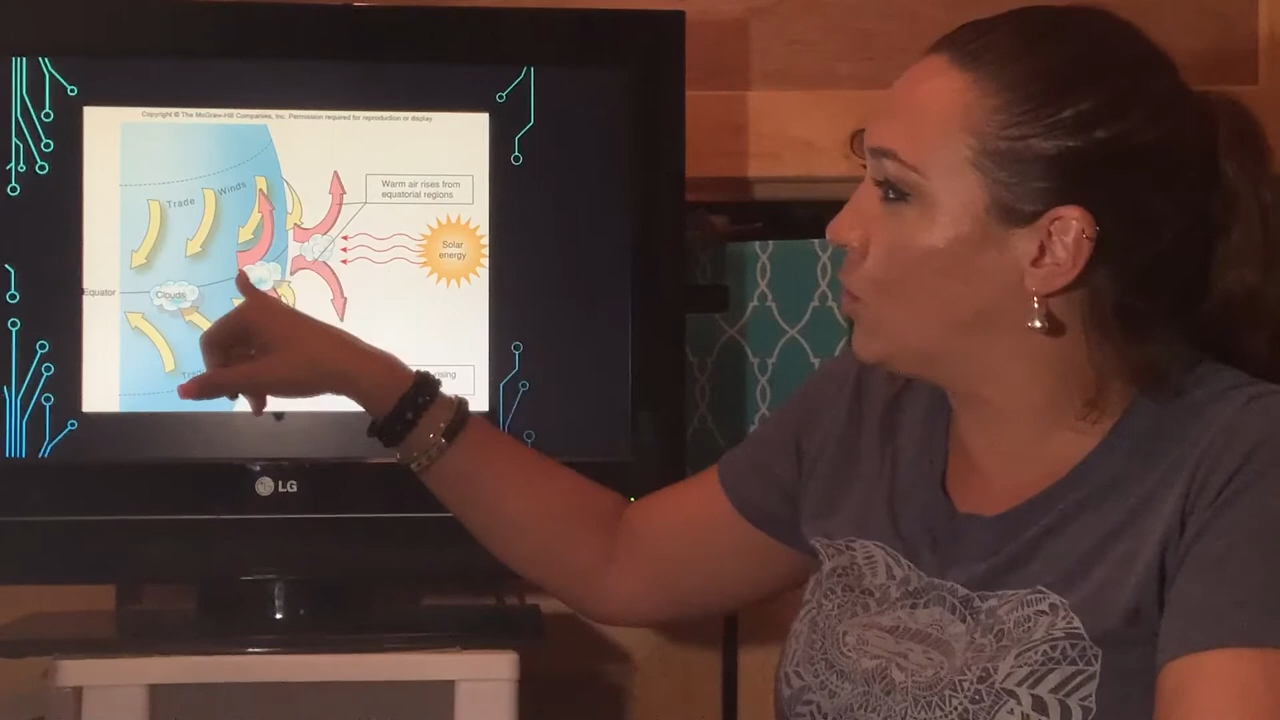 Copyright © The McGraw-Hill Companies, Inc. Permission required for reproduction or display
Trade Winds
Warm air rises from
equatorial regions
Solar
energy
Equator
Clouds
rising
LG